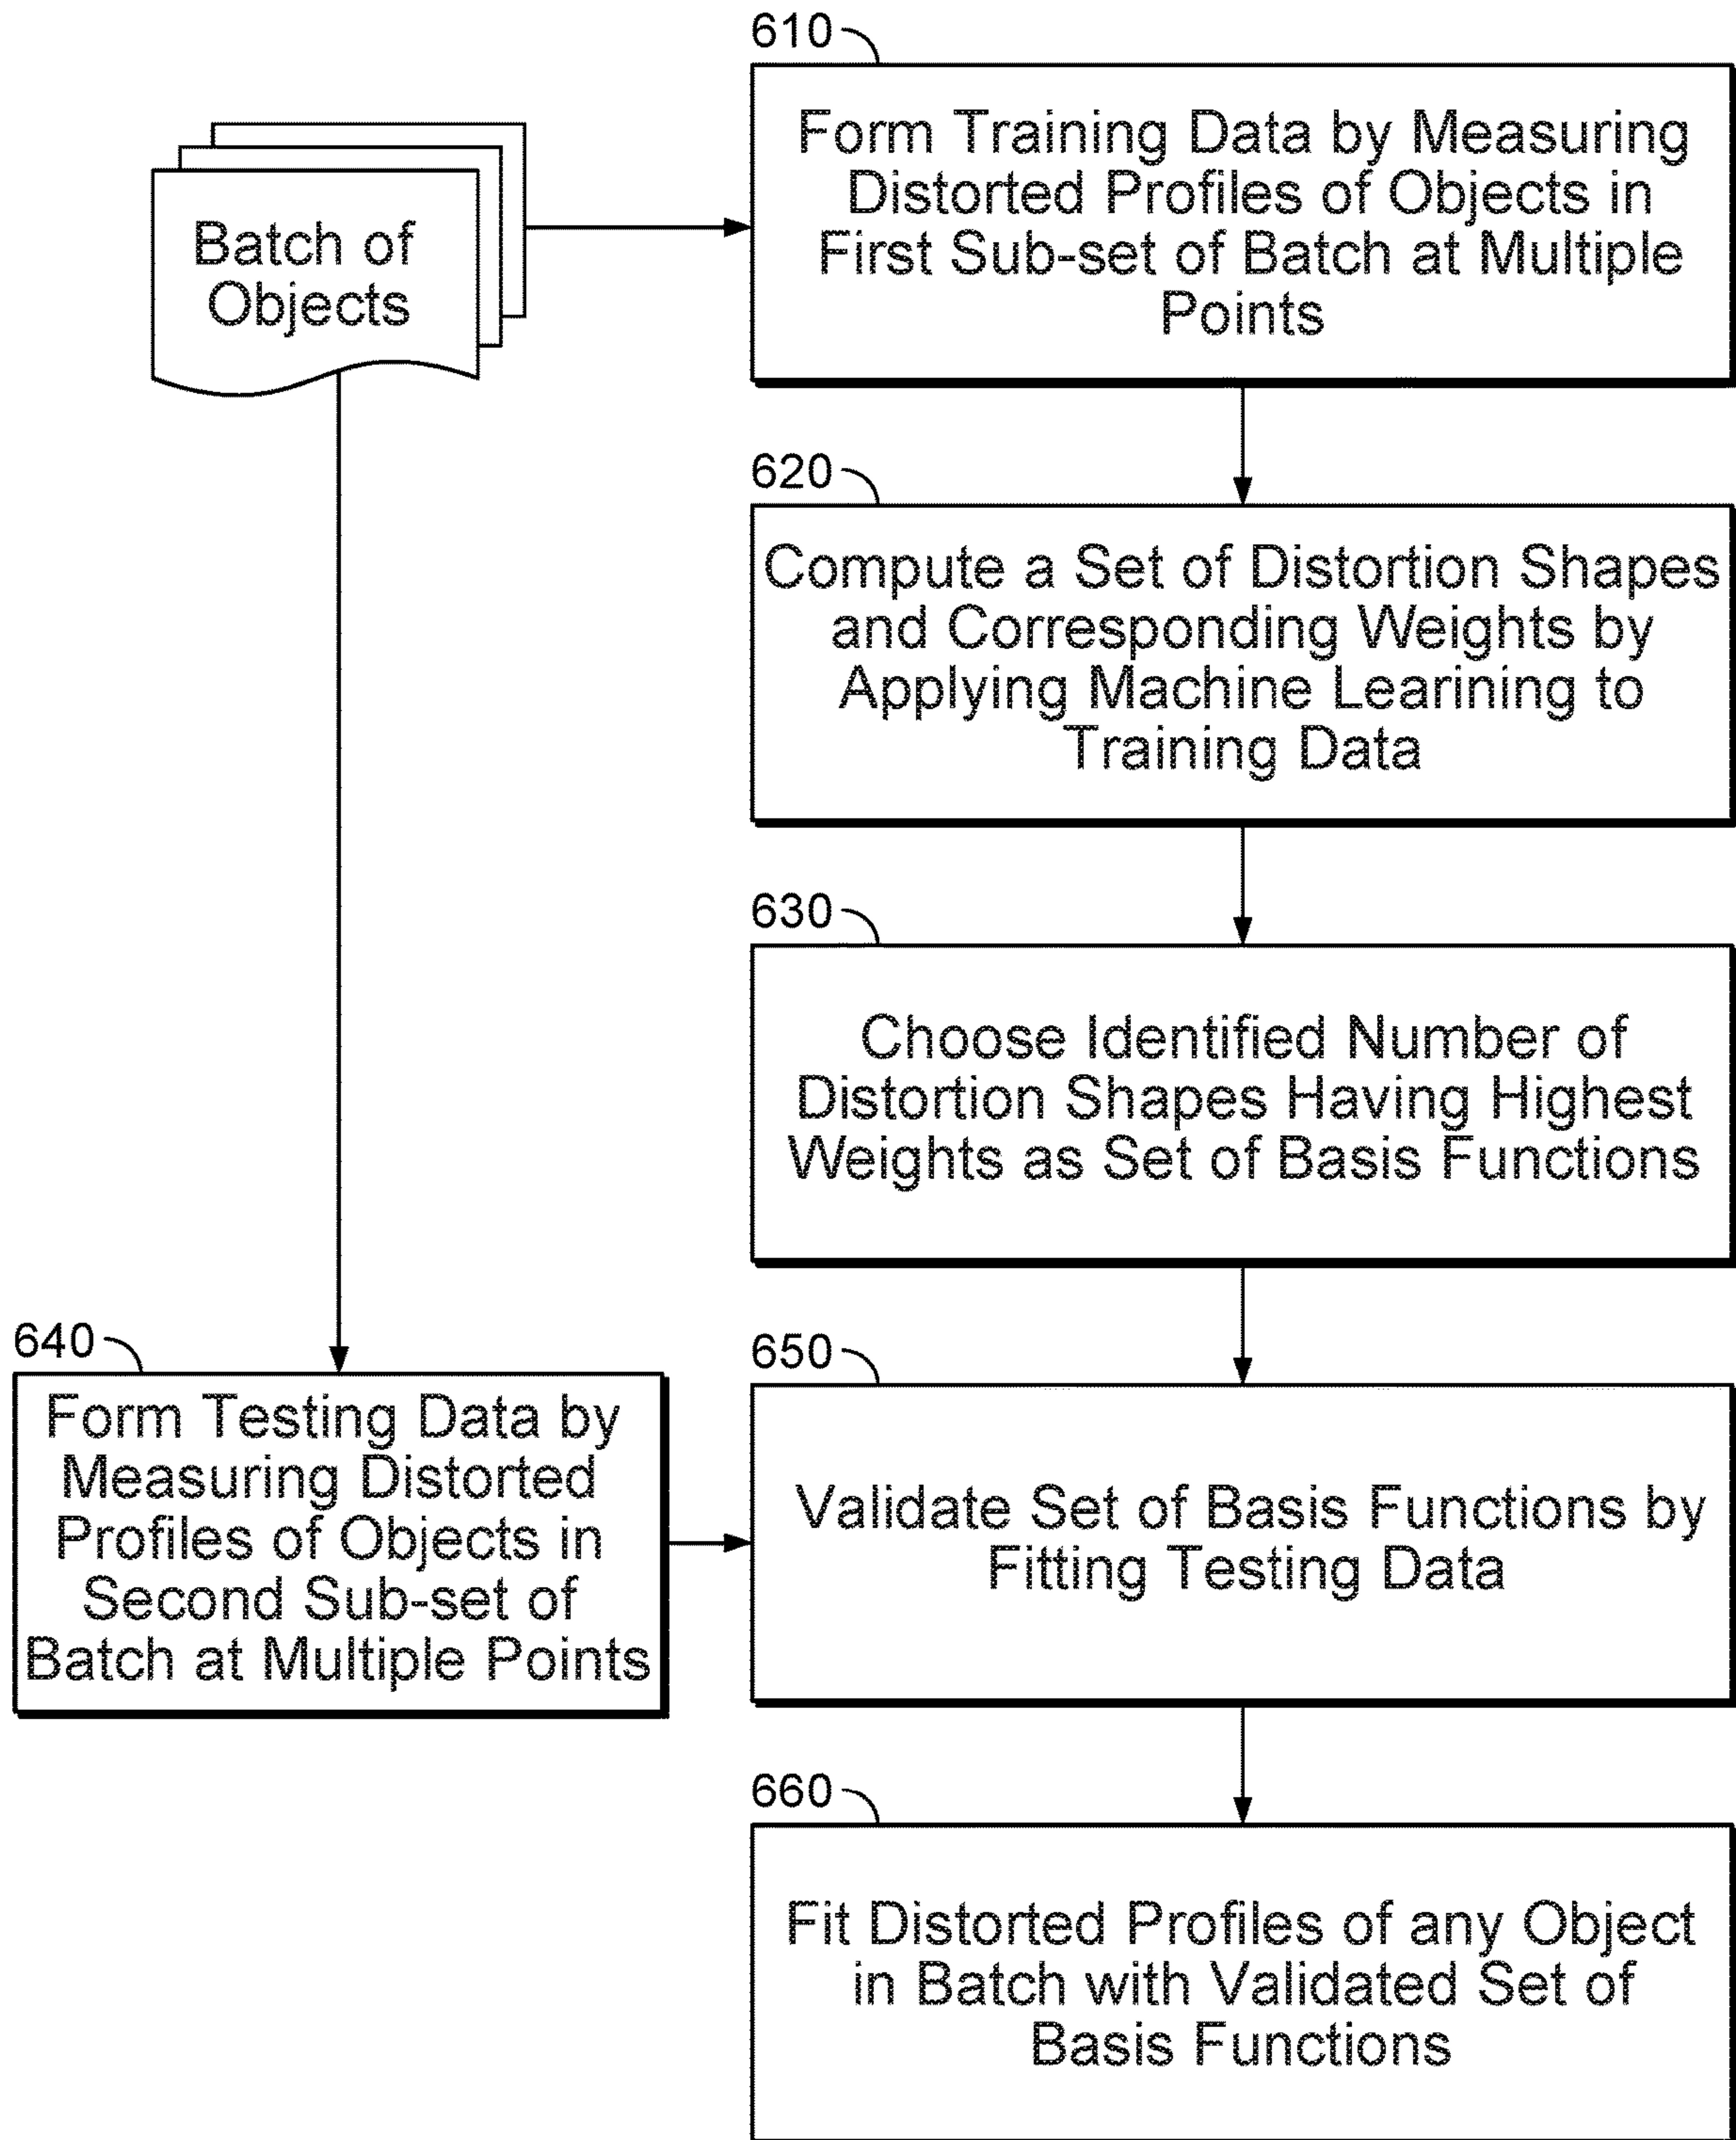 610
Form Training Data by Measuring
Distorted Profiles of Objects in
First Sub-set of Batch at Multiple
Points
Batch of
Objects
620
Compute a Set of Distortion Shapes
and Corresponding Weights by
Applying Machine Learining to
Training Data
630
Choose Identified Number of
Distortion Shapes Having Highest
Weights as Set of Basis Functions
640
Form Testing Data by
Measuring Distorted
Profiles of Objects in
Second Sub-set of
Batch at Multiple Points
650
Validate Set of Basis Functions by
Fitting Testing Data
660
Fit Distorted Profiles of any Object
in Batch with Validated Set of
Basis Functions